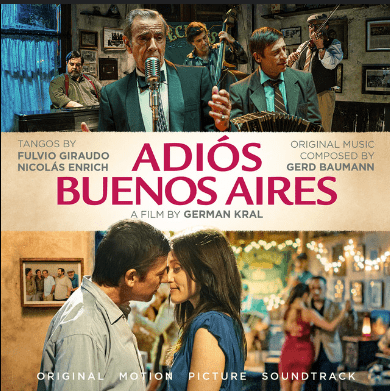 TANGOS BY
FULVIO GIRAUDO
NICOLÁS ENRICH
ORIGINAL MUSIC
COMPOSED BY
GERD BAUMANN
ADIÓS
BUENOS AIRES
A FILM BY GERMAN KRAL
ORIGINAL MOTION PICTURE SOUNDTRACK